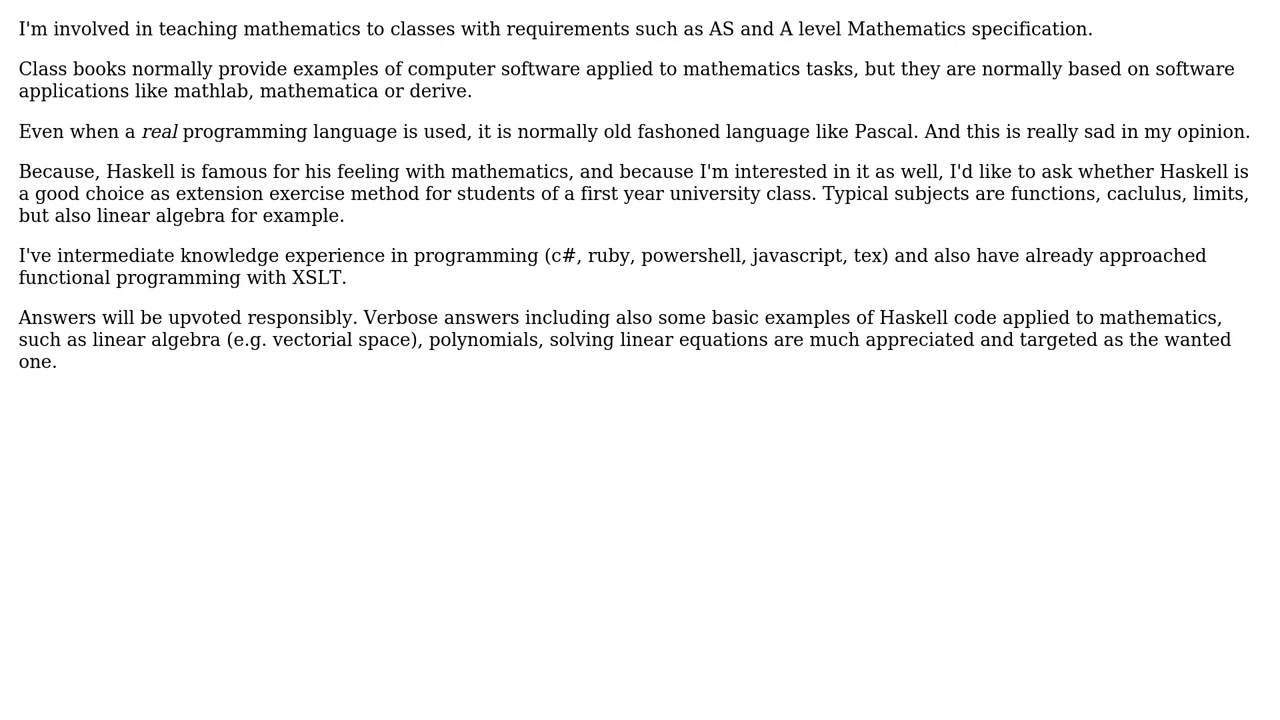 I'm involved in teaching mathematics to classes with requirements such as AS and A level Mathematics specification.
Class books normally provide examples of computer software applied to mathematics tasks, but they are normally based on software
applications like mathlab, mathematica or derive.
Even when a real programming language is used, it is normally old fashoned language like Pascal. And this is really sad in my opinion.
Because, Haskell is famous for his feeling with mathematics, and because I'm interested in it as well, I'd like to ask whether Haskell is
a good choice as extension exercise method for students of a first year university class. Typical subjects are functions, caclulus, limits,
but also linear algebra for example.
I've intermediate knowledge experience in programming (c#, ruby, powershell, javascript, tex) and also have already approached
functional programming with XSLT.
Answers will be upvoted responsibly. Verbose answers including also some basic examples of Haskell code applied to mathematics,
such as linear algebra (e.g. vectorial space), polynomials, solving linear equations are much appreciated and targeted as the wanted
one.